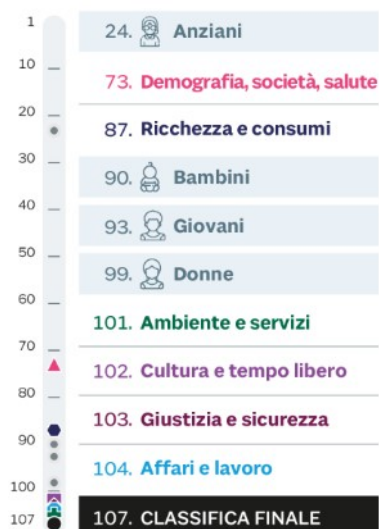 1
10
20
30
40
50
60
70
80
90
100
107
24. Anziani
73. Demografia, società, salute
87. Ricchezza e consumi
90. Bambini
93. Giovani
99. Donne
101. Ambiente e servizi
102. Cultura e tempo libero
103. Giustizia e sicurezza
104. Affari e lavoro
107. CLASSIFICA FINALE